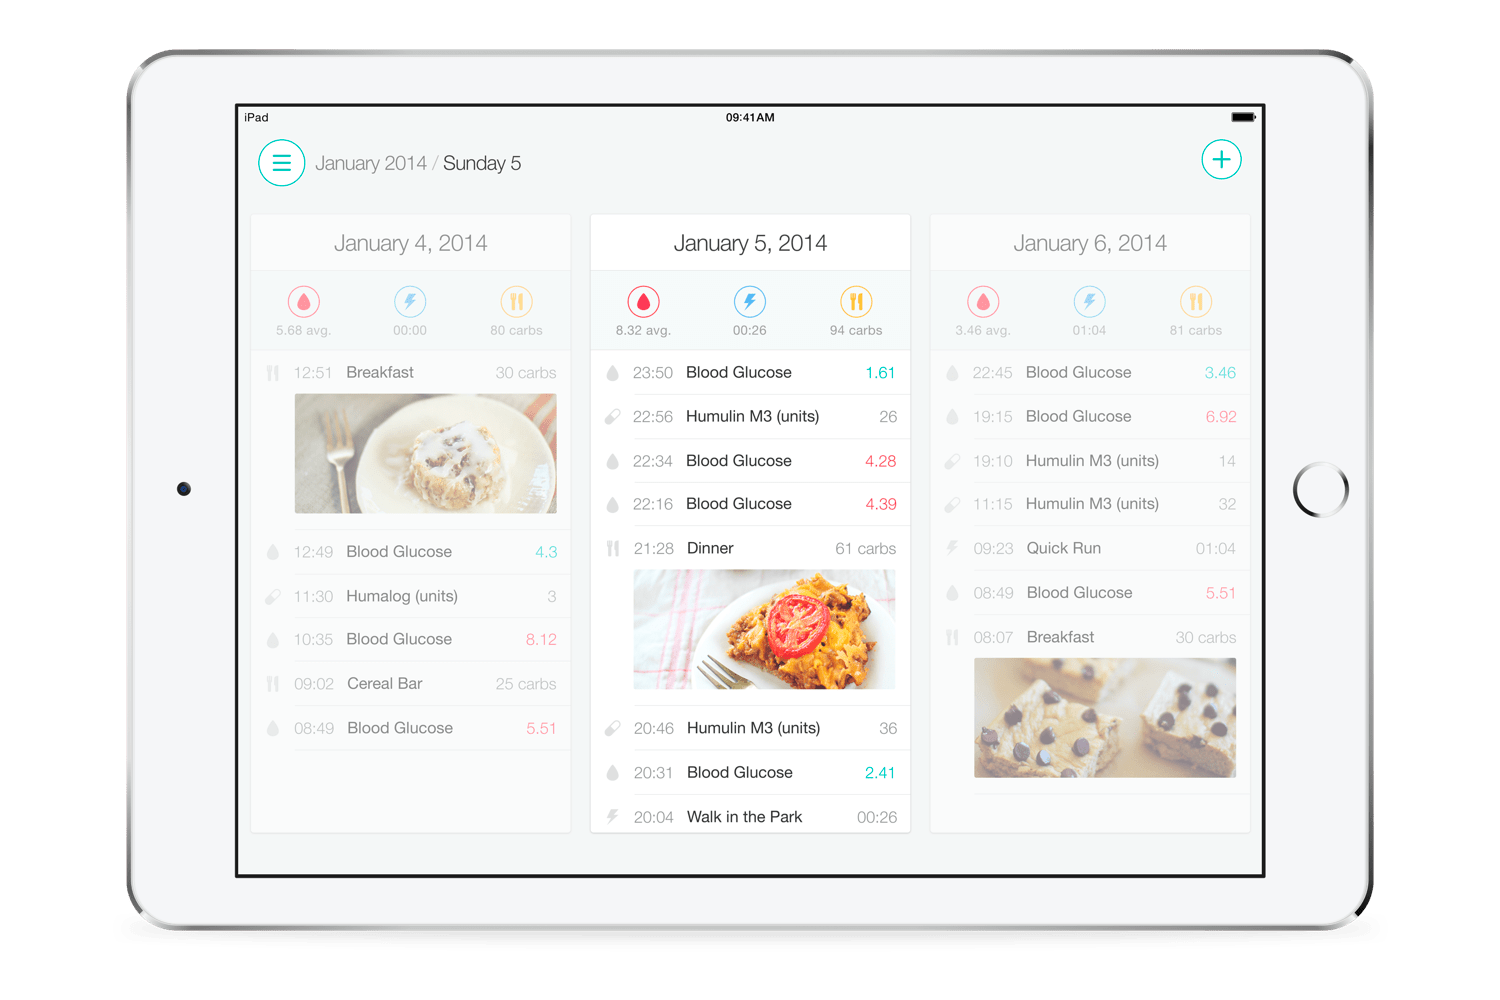 iPad
09:41AM
January 2014 / Sunday 5
January 4, 2014
5.68 avg.
00:00
80 carbs
12:51 Breakfast 30 carbs
12:49 Blood Glucose 4.3
11:30 Humalog (units) 3
10:35 Blood Glucose 8.12
09:02 Cereal Bar 25 carbs
08:49 Blood Glucose 5.51
January 5, 2014
8.32 avg.
00:26
94 carbs
23:50 Blood Glucose 1.61
22:56 Humulin M3 (units) 26
22:34 Blood Glucose 4.28
22:16 Blood Glucose 4.39
21:28 Dinner 61 carbs
20:46 Humulin M3 (units) 36
20:31 Blood Glucose 2.41
20:04 Walk in the Park 00:26
January 6, 2014
3.46 avg.
01:04
81 carbs
22:45 Blood Glucose 3.46
19:15 Blood Glucose 6.92
19:10 Humulin M3 (units) 14
11:15 Humulin M3 (units) 32
09:23 Quick Run 01:04
08:49 Blood Glucose 5.51
08:07 Breakfast 30 carbs